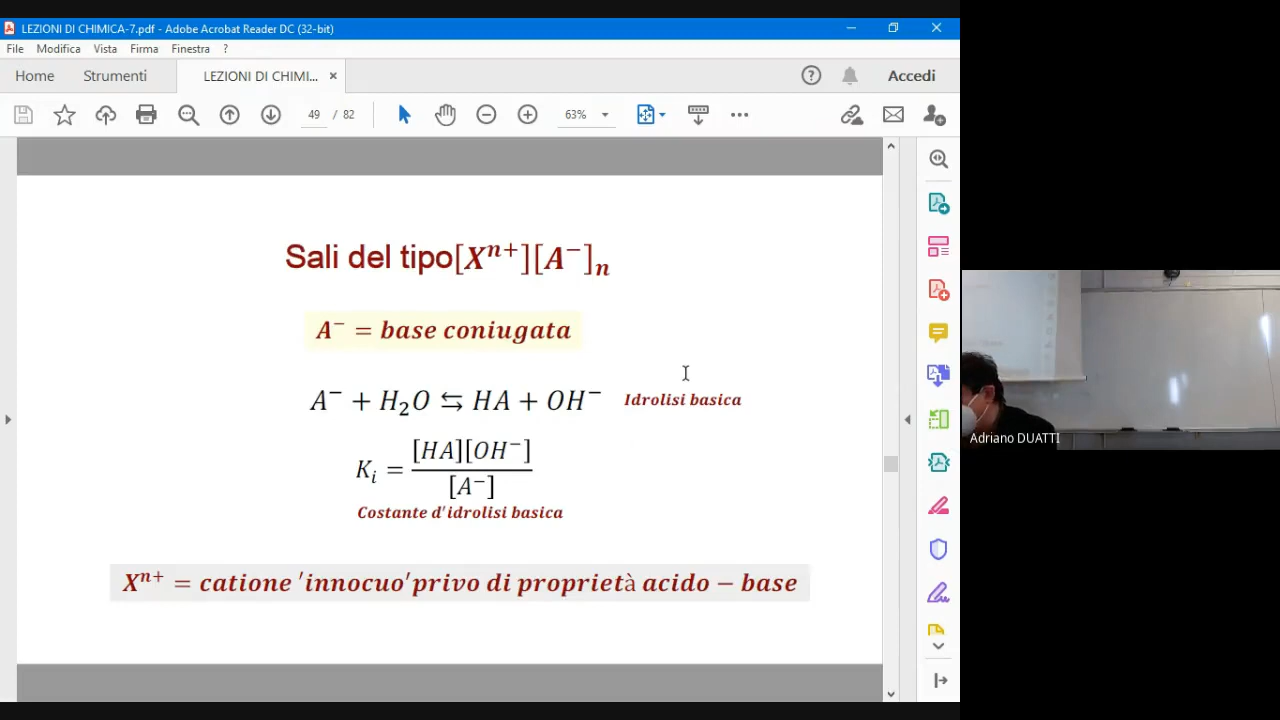 LEZIONI DI CHIMICA-7.pdf - Adobe Acrobat Reader DC (32-bit)
File Modifica Vista Firma Finestra ?
Home Strumenti LEZIONI DI CHIMI... × Accedi
49 / 82 63%
Sali del tipo[Xⁿ⁺][A⁻]ₙ
A⁻ = base coniugata
A⁻ + H₂O ⇆ HA + OH⁻ Idrolisi basica
Kᵢ = [HA][OH⁻] / [A⁻]
Costante d'idrolisi basica
Xⁿ⁺ = catione 'innocuo'privo di proprietà acido − base
Adriano DUATTI